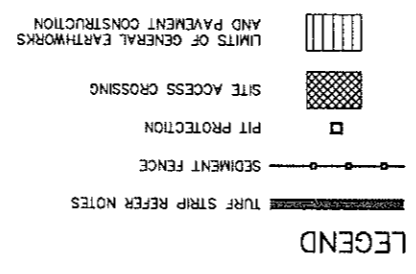 LEGEND
TURF STRIP REFER NOTES
SEDIMENT FENCE
PIT PROTECTION
SITE ACCESS CROSSING
LIMITS OF GENERAL EARTHWORKS
AND PAVEMENT CONSTRUCTION